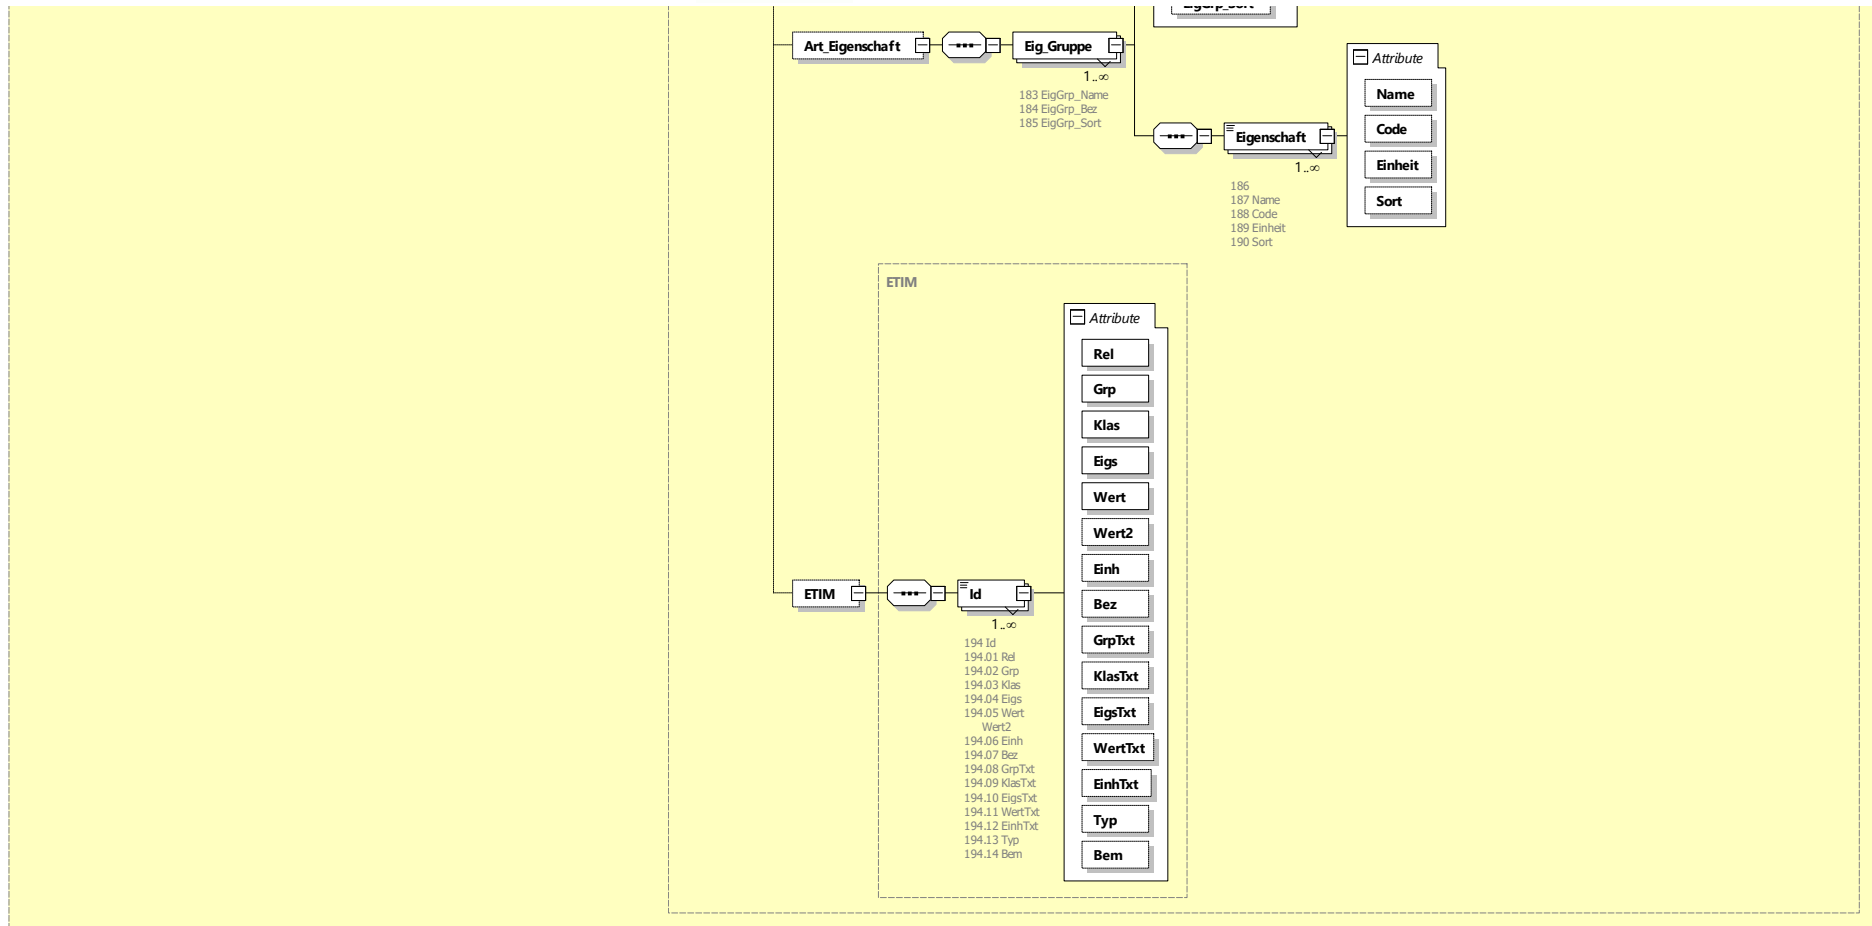 EigGrp_Sort
Art_Eigenschaft
Eig_Gruppe
1..∞
183 EigGrp_Name
184 EigGrp_Bez
185 EigGrp_Sort
Attribute
Name
Code
Einheit
Sort
Eigenschaft
1..∞
186
187 Name
188 Code
189 Einheit
190 Sort
ETIM
Attribute
Rel
Grp
Klas
Eigs
Wert
Wert2
Einh
Bez
GrpTxt
KlasTxt
EigsTxt
WertTxt
EinhTxt
Typ
Bem
ETIM
Id
1..∞
194 Id
194.01 Rel
194.02 Grp
194.03 Klas
194.04 Eigs
194.05 Wert
Wert2
194.06 Einh
194.07 Bez
194.08 GrpTxt
194.09 KlasTxt
194.10 EigsTxt
194.11 WertTxt
194.12 EinhTxt
194.13 Typ
194.14 Bem